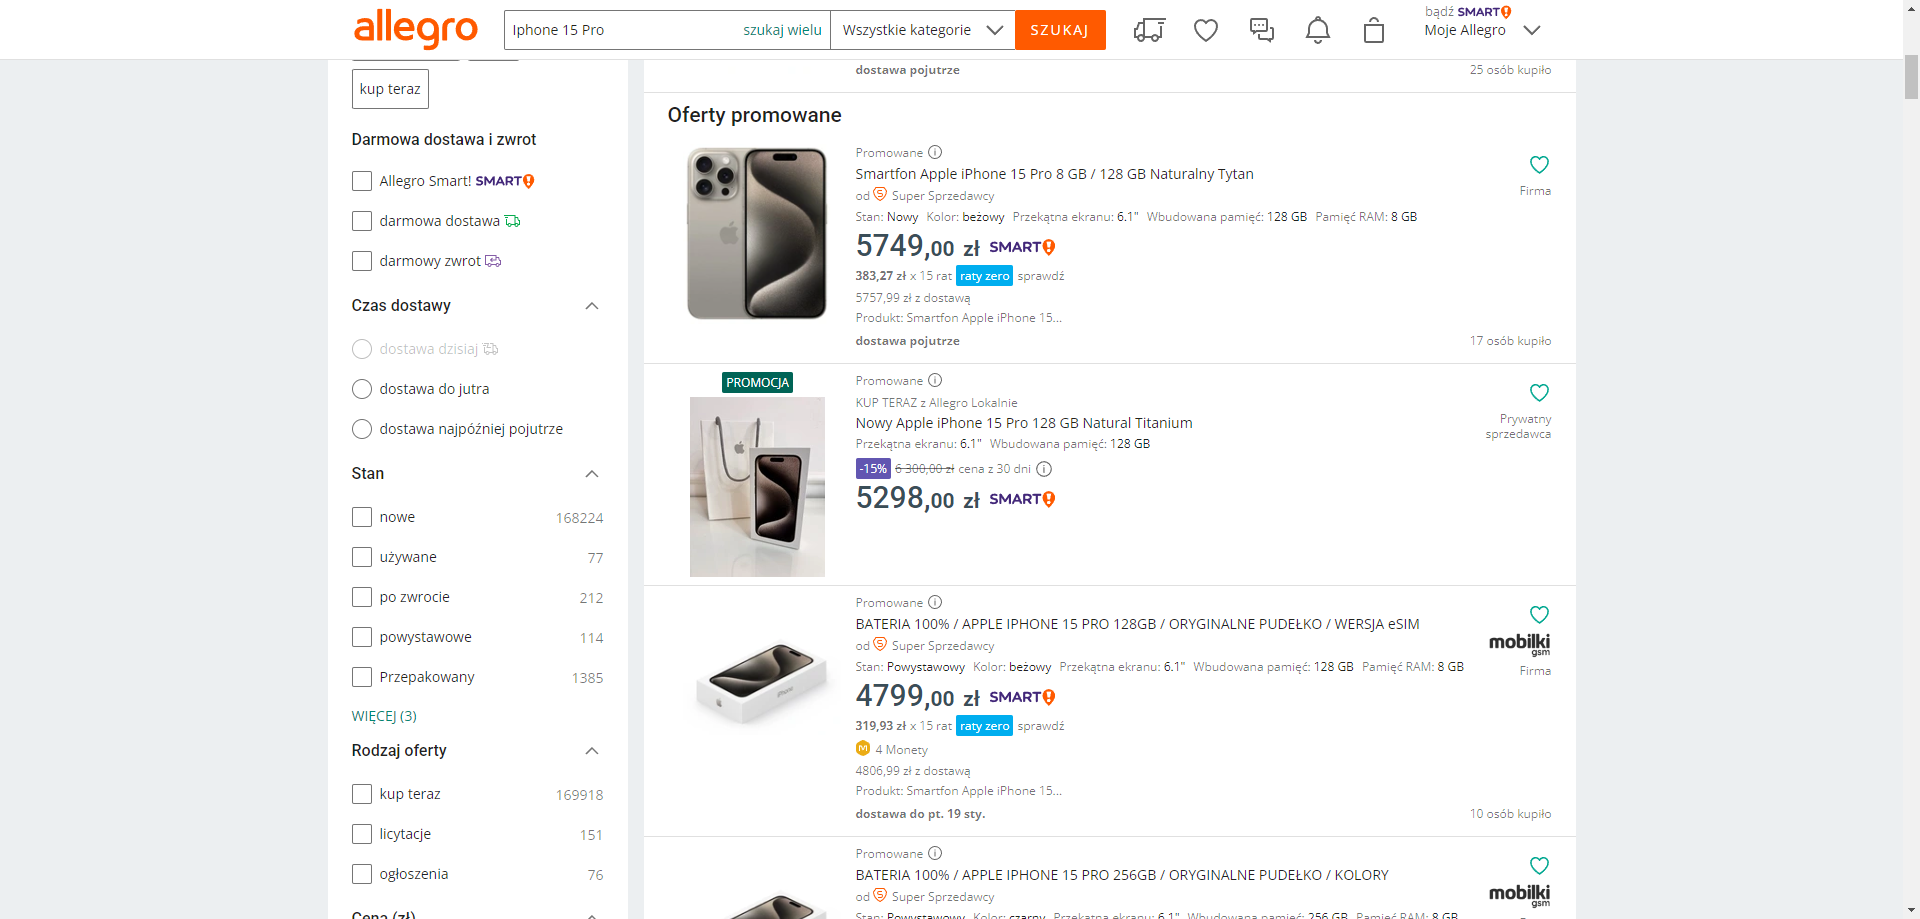 allegro
Iphone 15 Pro
szukaj wielu
Wszystkie kategorie
SZUKAJ
bądź SMART!
Moje Allegro
kup teraz
Darmowa dostawa i zwrot
Allegro Smart! SMART!
darmowa dostawa
darmowy zwrot
Czas dostawy
dostawa dzisiaj
dostawa do jutra
dostawa najpóźniej pojutrze
Stan
nowe 168224
używane 77
po zwrocie 212
powystawowe 114
Przepakowany 1385
WIĘCEJ (3)
Rodzaj oferty
kup teraz 169918
licytacje 151
ogłoszenia 76
Cena (zł)
dostawa pojutrze 25 osób kupiło
Oferty promowane
Promowane
Smartfon Apple iPhone 15 Pro 8 GB / 128 GB Naturalny Tytan
Firma
od Super Sprzedawcy
Stan: Nowy Kolor: beżowy Przekątna ekranu: 6.1" Wbudowana pamięć: 128 GB Pamięć RAM: 8 GB
5749,00 zł SMART!
383,27 zł x 15 rat raty zero sprawdź
5757,99 zł z dostawą
Produkt: Smartfon Apple iPhone 15...
dostawa pojutrze 17 osób kupiło
PROMOCJA
Promowane
KUP TERAZ z Allegro Lokalnie
Nowy Apple iPhone 15 Pro 128 GB Natural Titanium
Prywatny
sprzedawca
Przekątna ekranu: 6.1" Wbudowana pamięć: 128 GB
-15% 6 300,00 zł cena z 30 dni
5298,00 zł SMART!
Promowane
BATERIA 100% / APPLE IPHONE 15 PRO 128GB / ORYGINALNE PUDEŁKO / WERSJA eSIM
mobilki
gsm
Firma
od Super Sprzedawcy
Stan: Powystawowy Kolor: beżowy Przekątna ekranu: 6.1" Wbudowana pamięć: 128 GB Pamięć RAM: 8 GB
4799,00 zł SMART!
319,93 zł x 15 rat raty zero sprawdź
4 Monety
4806,99 zł z dostawą
Produkt: Smartfon Apple iPhone 15...
dostawa do pt. 19 sty. 10 osób kupiło
Promowane
BATERIA 100% / APPLE IPHONE 15 PRO 256GB / ORYGINALNE PUDEŁKO / KOLORY
mobilki
gsm
od Super Sprzedawcy
Stan: Powystawowy Kolor: czarny Przekątna ekranu: 6.1" Wbudowana pamięć: 256 GB Pamięć RAM: 8 GB